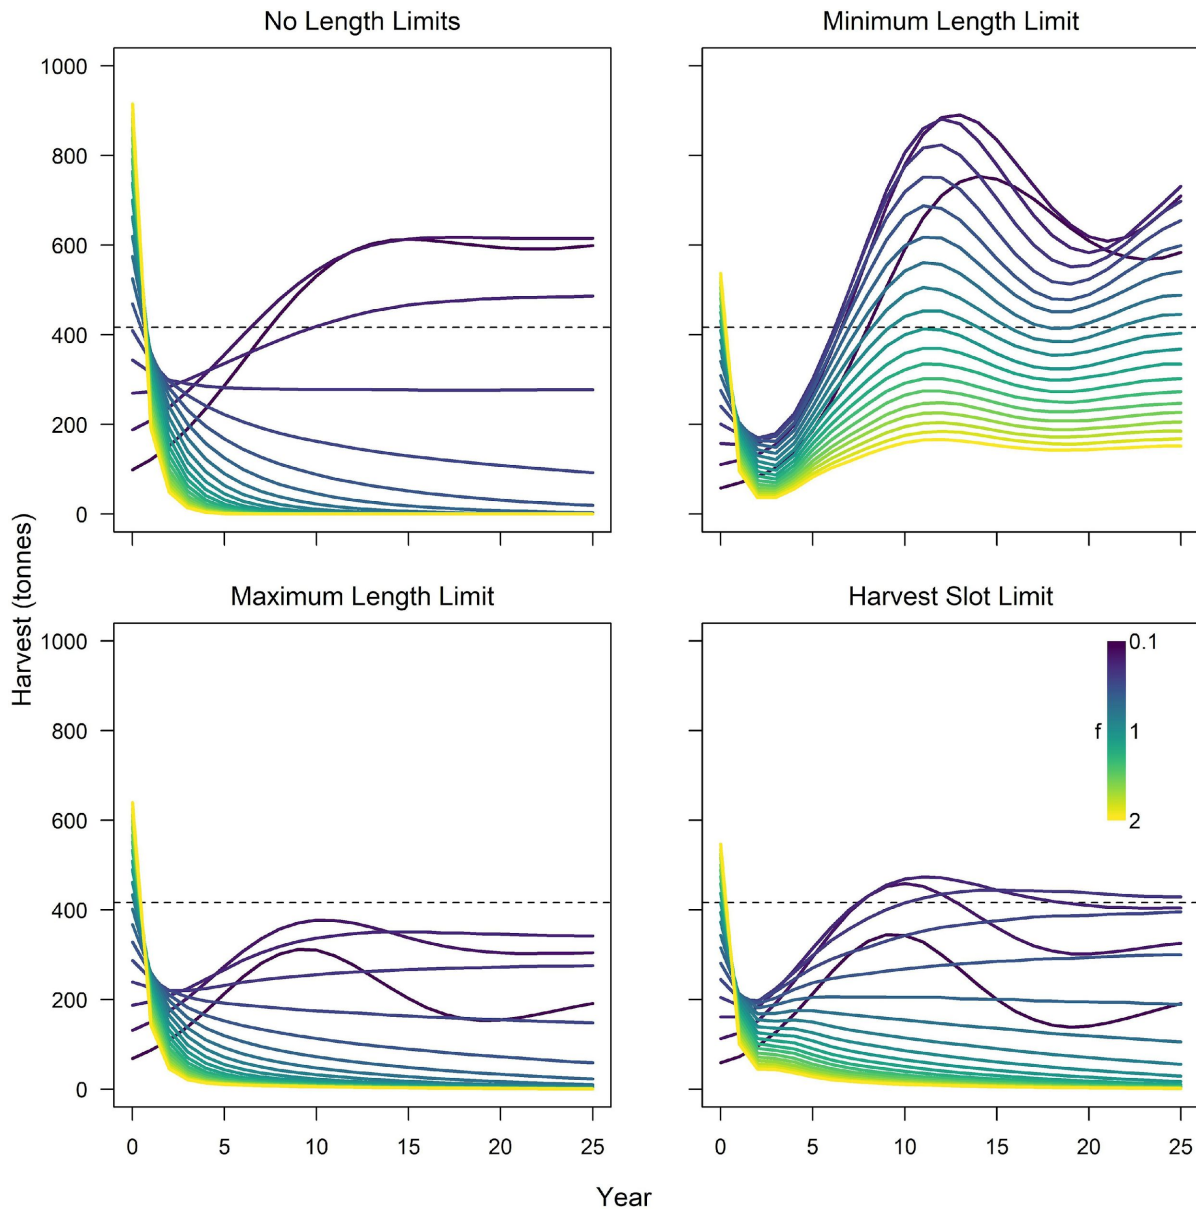 No Length Limits
Minimum Length Limit
1000
800
600
400
200
0
0 5 10 15 20 25
0 5 10 15 20 25
Maximum Length Limit
Harvest Slot Limit
1000
800
600
400
200
0
0.1
f 1
2
Harvest (tonnes)
Year